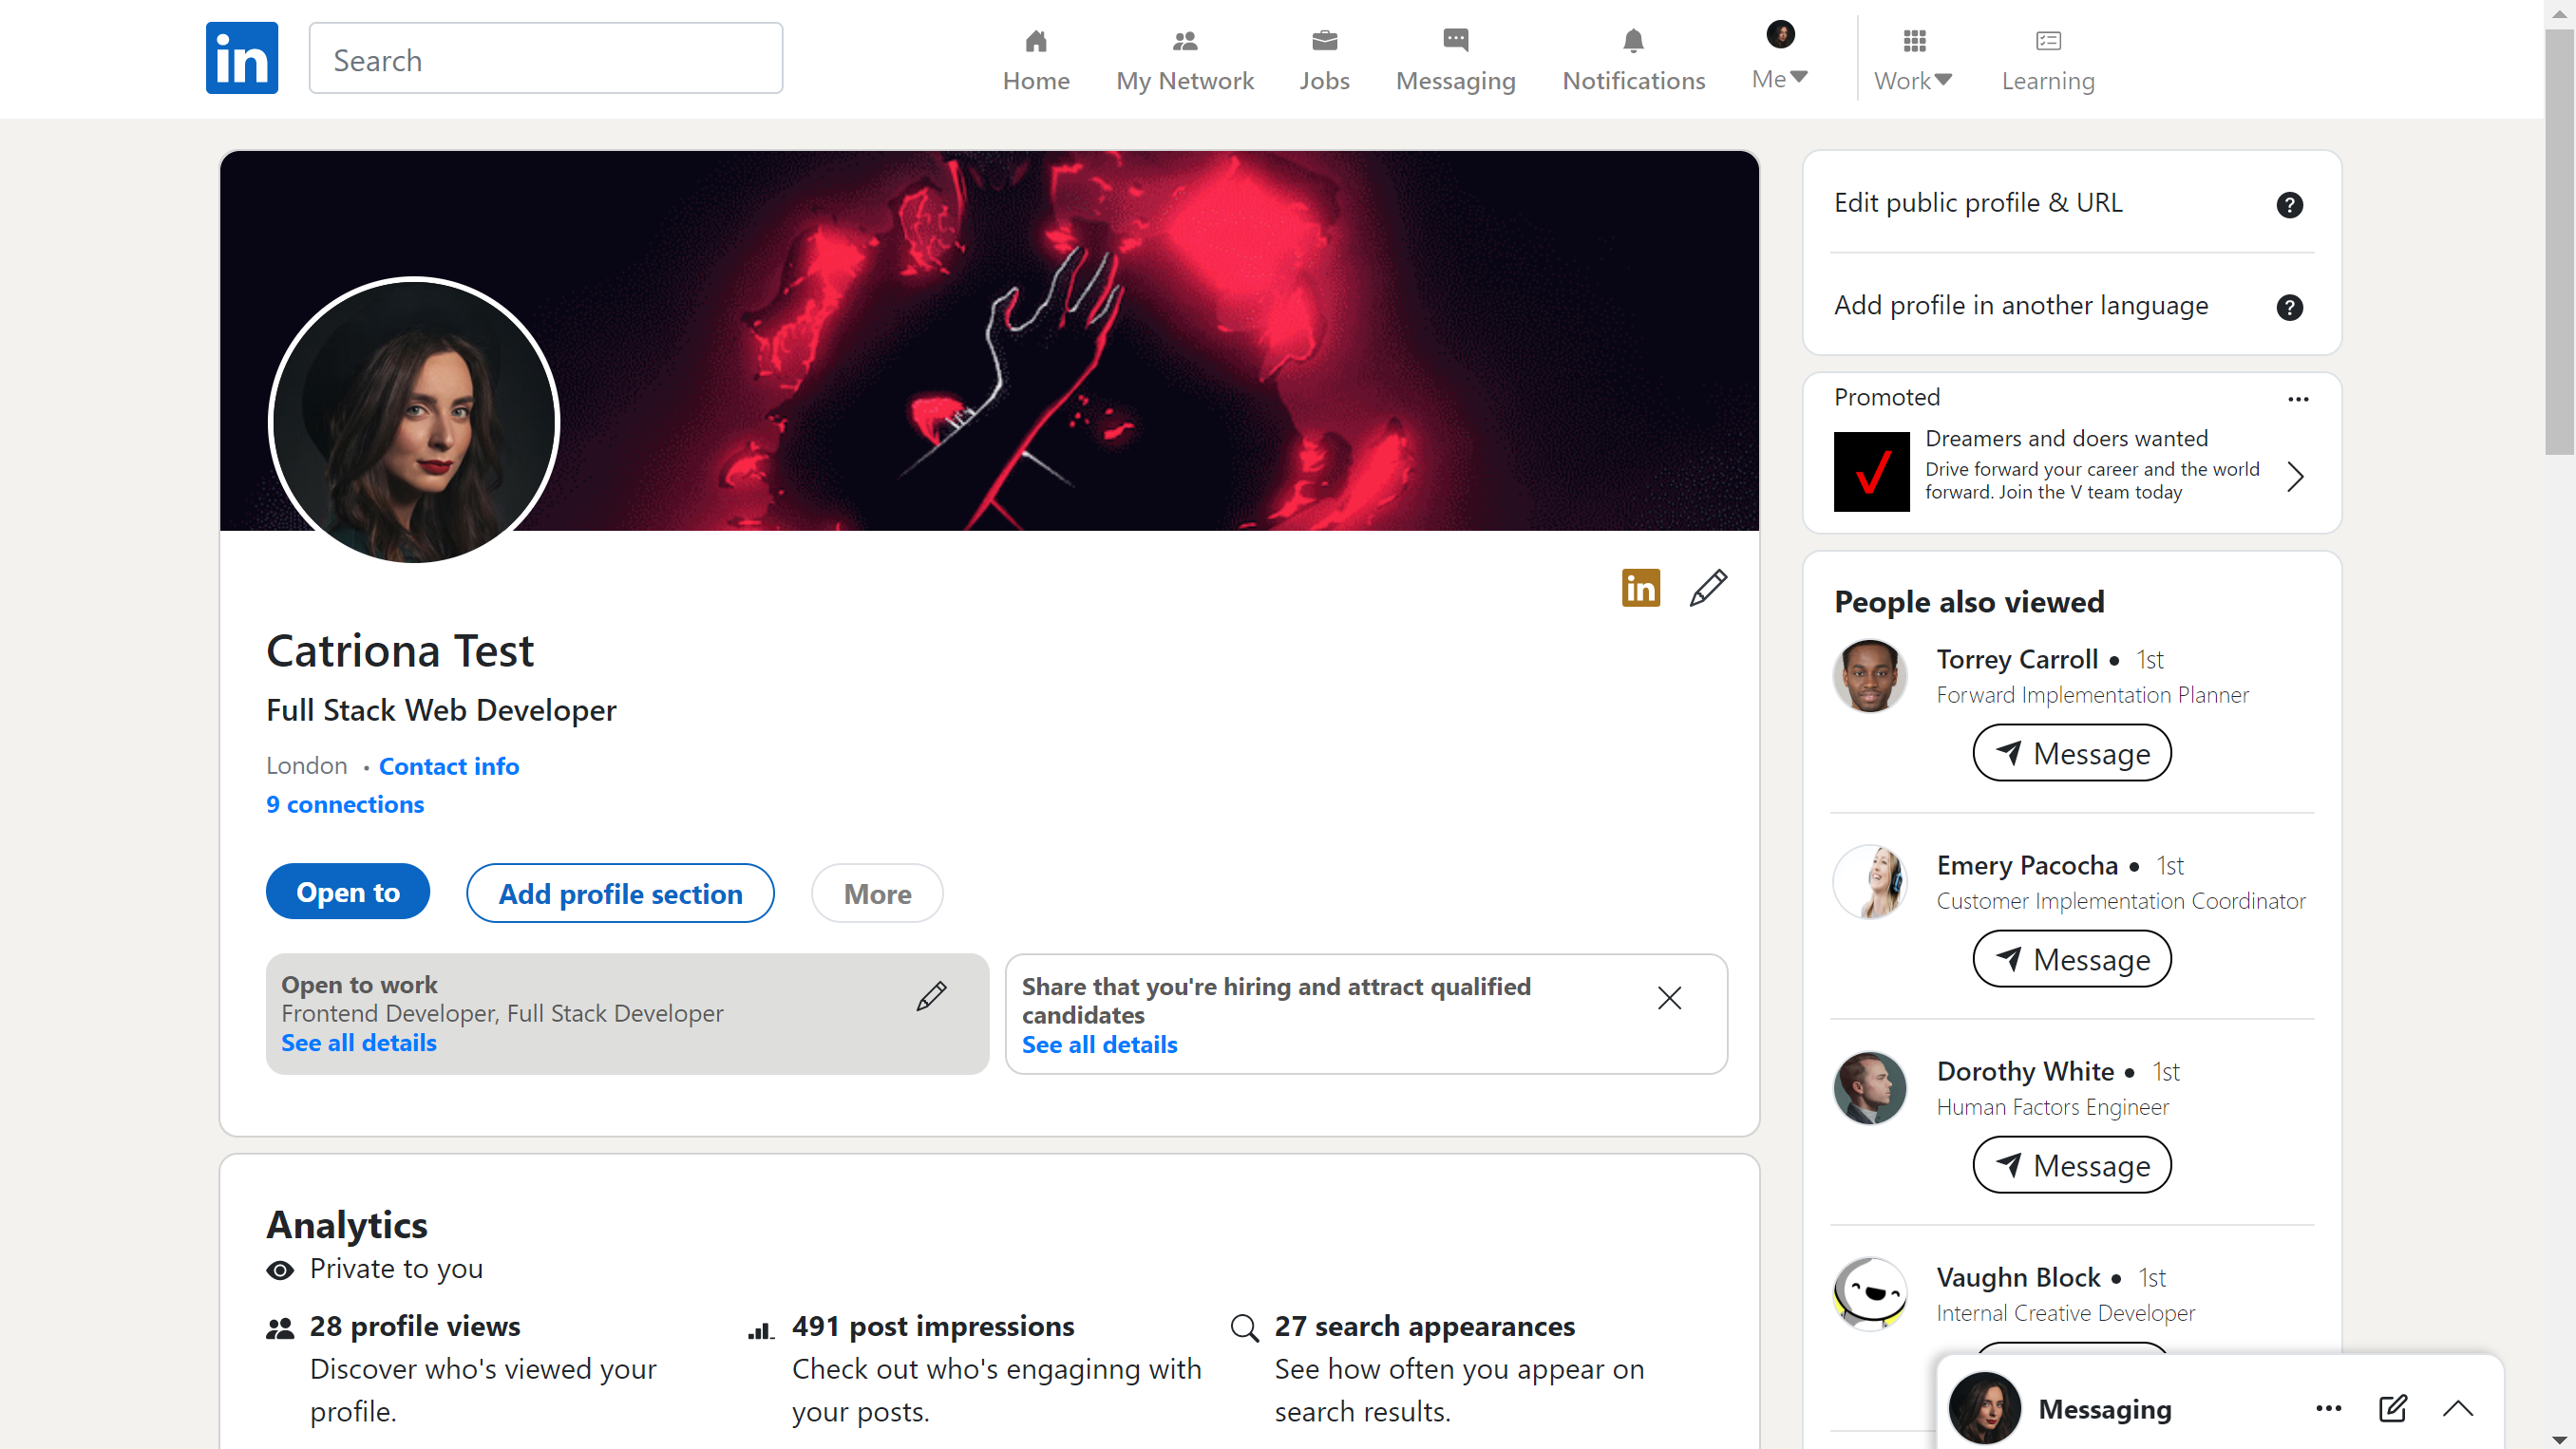 in
Search
Home
My Network
Jobs
Messaging
Notifications
Me
Work
Learning
in
Catriona Test
Full Stack Web Developer
London • Contact info
9 connections
Open to
Add profile section
More
Open to work
Frontend Developer, Full Stack Developer
See all details
Share that you're hiring and attract qualified
candidates
See all details
Analytics
Private to you
28 profile views
Discover who's viewed your
profile.
491 post impressions
Check out who's engaginng with
your posts.
27 search appearances
See how often you appear on
search results.
Edit public profile & URL
?
Add profile in another language
?
Promoted
Dreamers and doers wanted
Drive forward your career and the world
forward. Join the V team today
People also viewed
Torrey Carroll • 1st
Forward Implementation Planner
Message
Emery Pacocha • 1st
Customer Implementation Coordinator
Message
Dorothy White • 1st
Human Factors Engineer
Message
Vaughn Block • 1st
Internal Creative Developer
Messaging